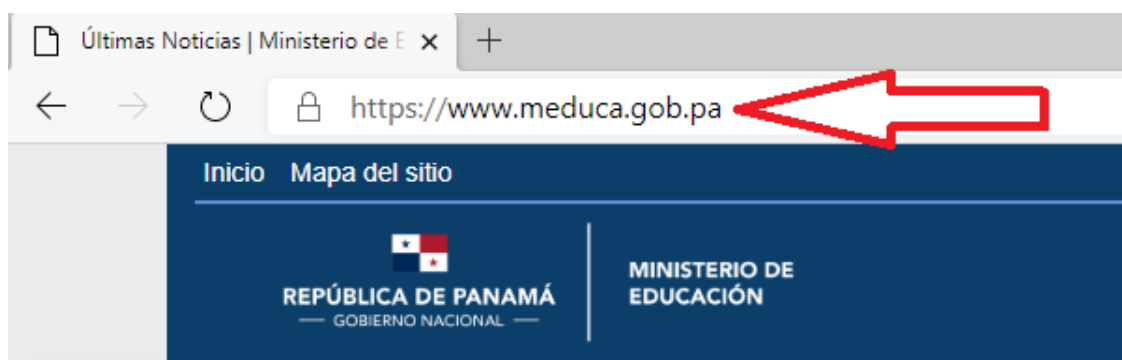 Últimas Noticias | Ministerio de E
https://www.meduca.gob.pa
Inicio Mapa del sitio
REPÚBLICA DE PANAMÁ
GOBIERNO NACIONAL
MINISTERIO DE
EDUCACIÓN